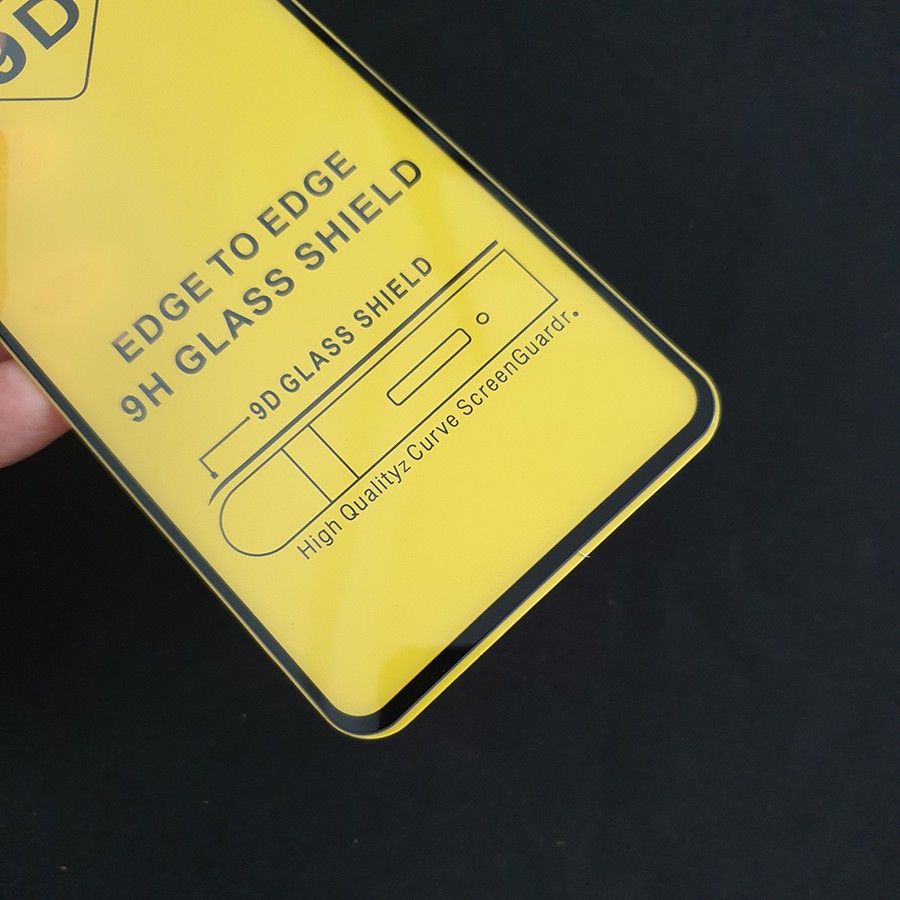 9D
EDGE TO EDGE
9H GLASS SHIELD
9D GLASS SHIELD
High Qualityz Curve ScreenGuardr.